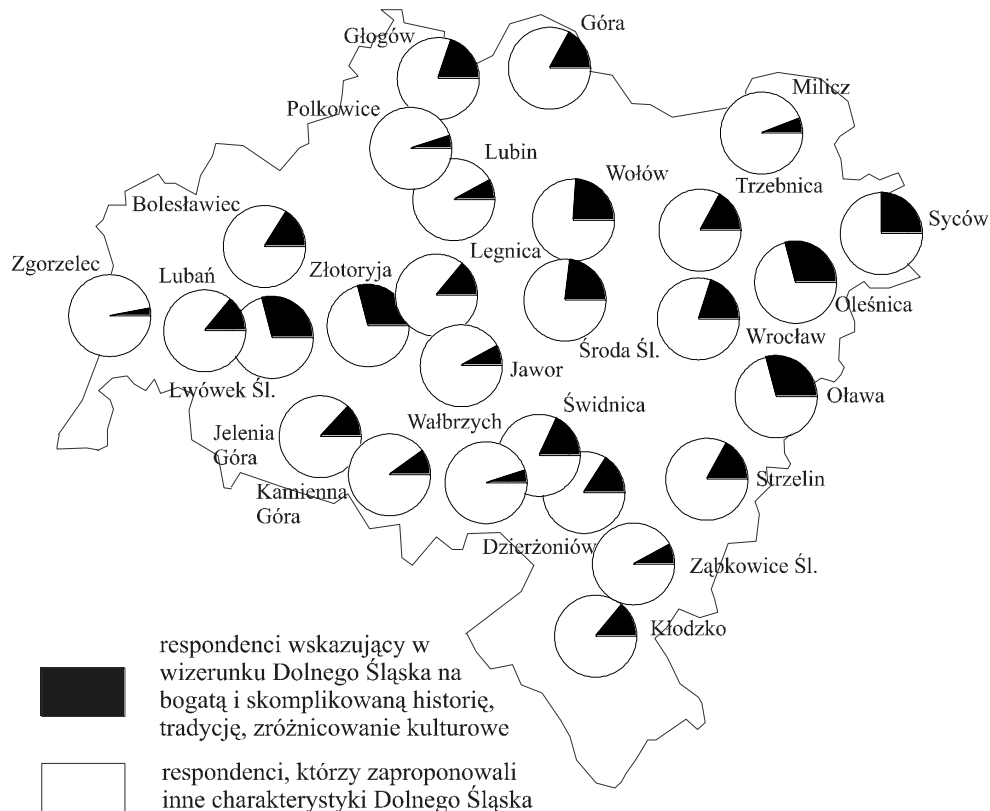 Góra
Głogów
Milicz
Polkowice
Lubin
Wołów
Trzebnica
Bolesławiec
Syców
Legnica
Zgorzelec
Lubań
Złotoryja
Oleśnica
Wrocław
Środa Śl.
Jawor
Lwówek Śl.
Oława
Świdnica
Wałbrzych
Jelenia
Góra
Strzelin
Kamienna
Góra
Dzierżoniów
Ząbkowice Śl.
Kłodzko
respondenci wskazujący w
wizerunku Dolnego Śląska na
bogatą i skomplikowaną historię,
tradycję, zróżnicowanie kulturowe
respondenci, którzy zaproponowali
inne charakterystyki Dolnego Śląska